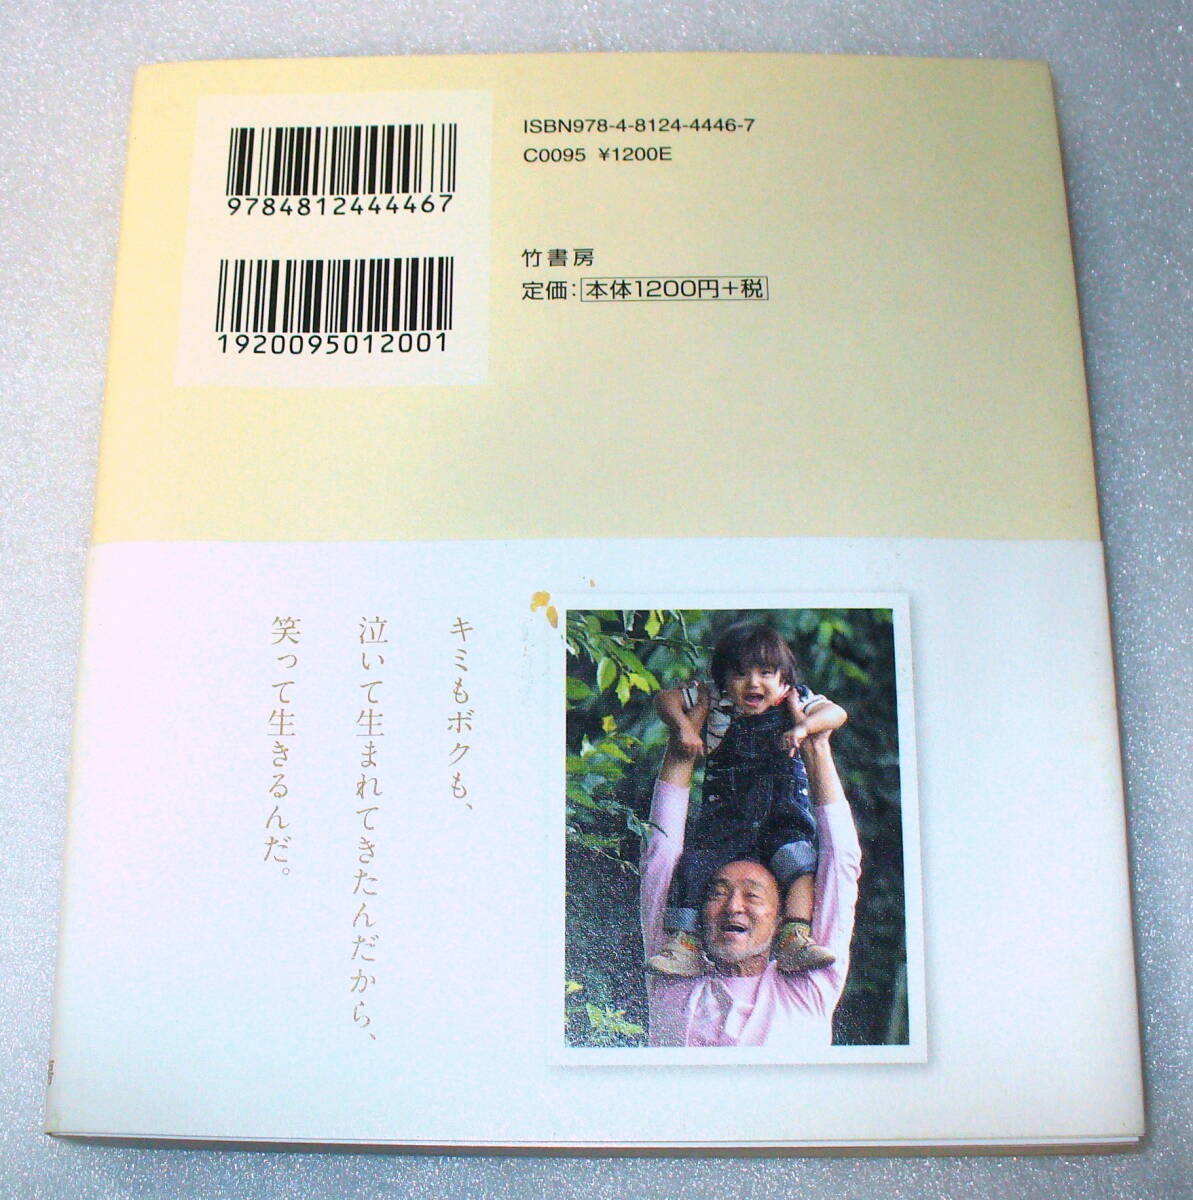 ISBN978-4-8124-4446-7
C0095 ¥1200E
9784812444467
竹書房
定価:本体1200円+税
1920095012001
キミもボクも、
泣いて生まれてきたんだから、
笑って生きるんだ。